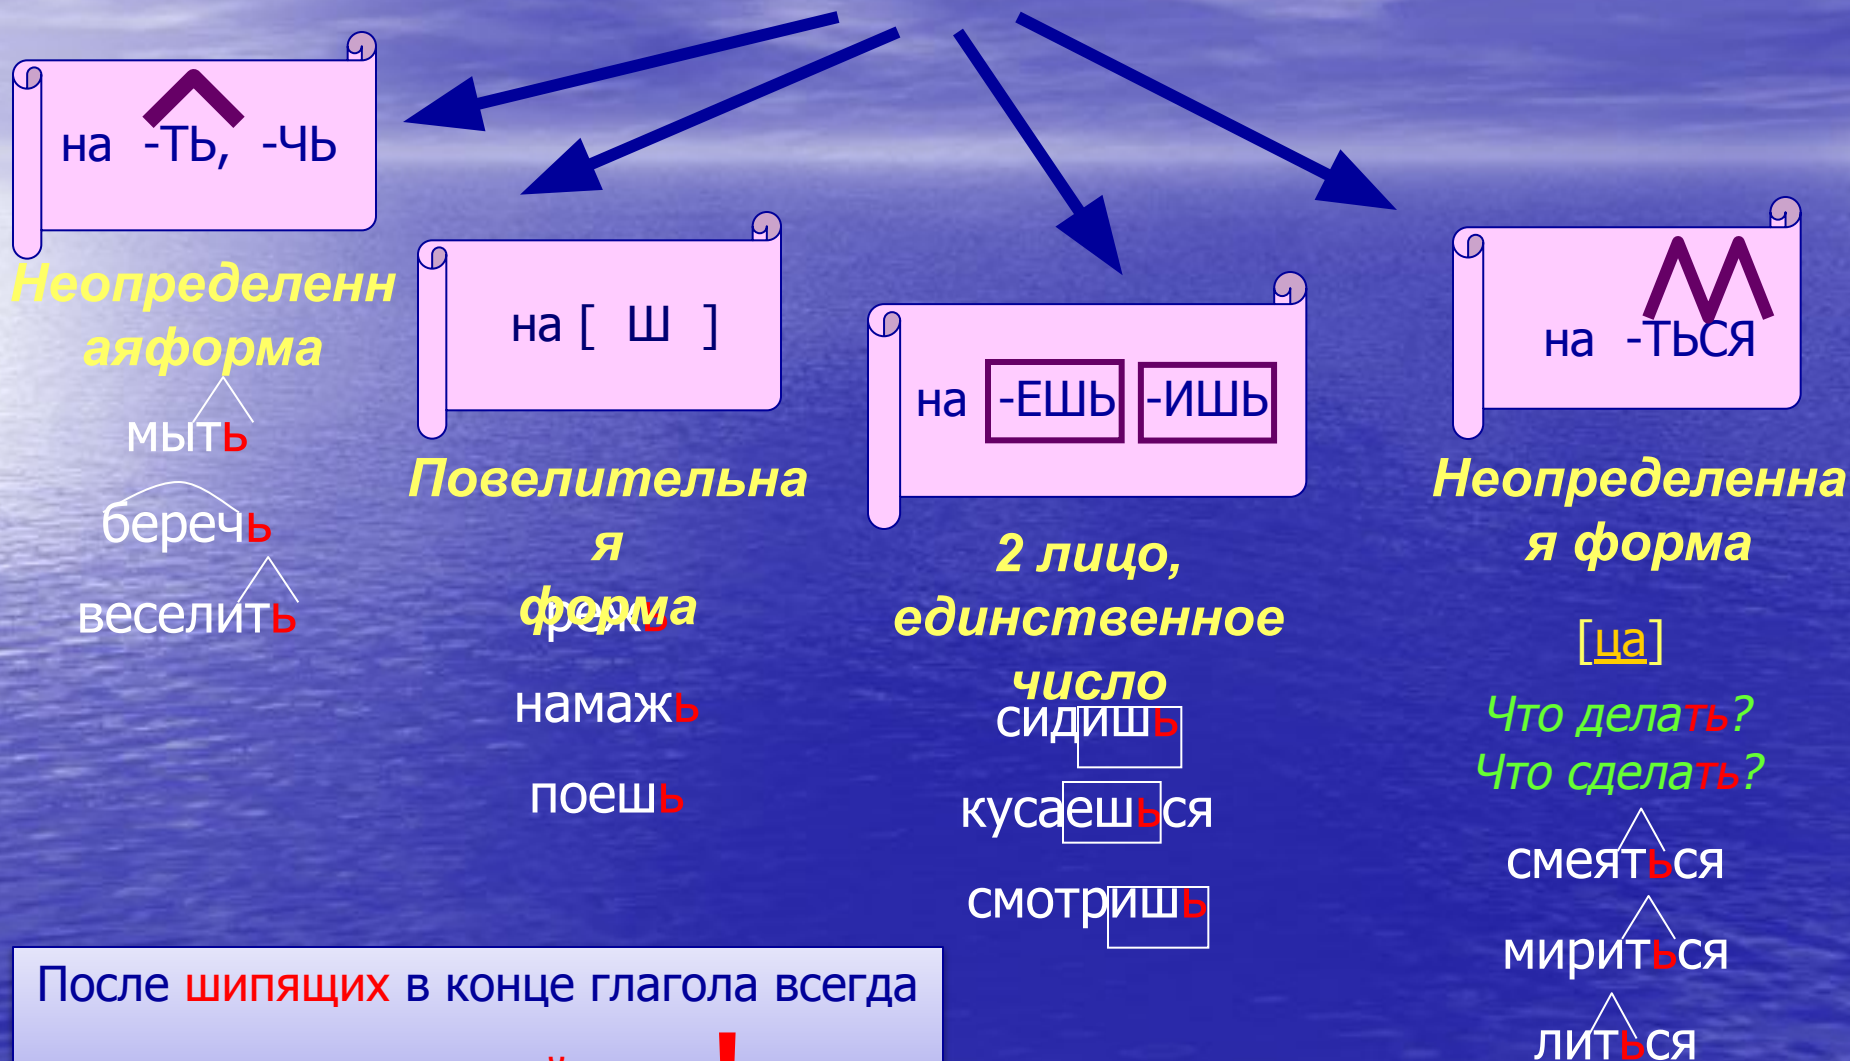 на -ТЬ, -ЧЬ
Неопределенн
аяформа
мыть
беречь
веселить
на [ Ш ]
Повелительна
я
форма
режь
намажь
поешь
на -ЕШЬ -ИШЬ
2 лицо,
единственное
число
сидишь
кусаешься
смотришь
на -ТЬСЯ
Неопределенна
я форма
[ца]
Что делать?
Что сделать?
смеяться
мириться
литься
После шипящих в конце глагола всегда
!